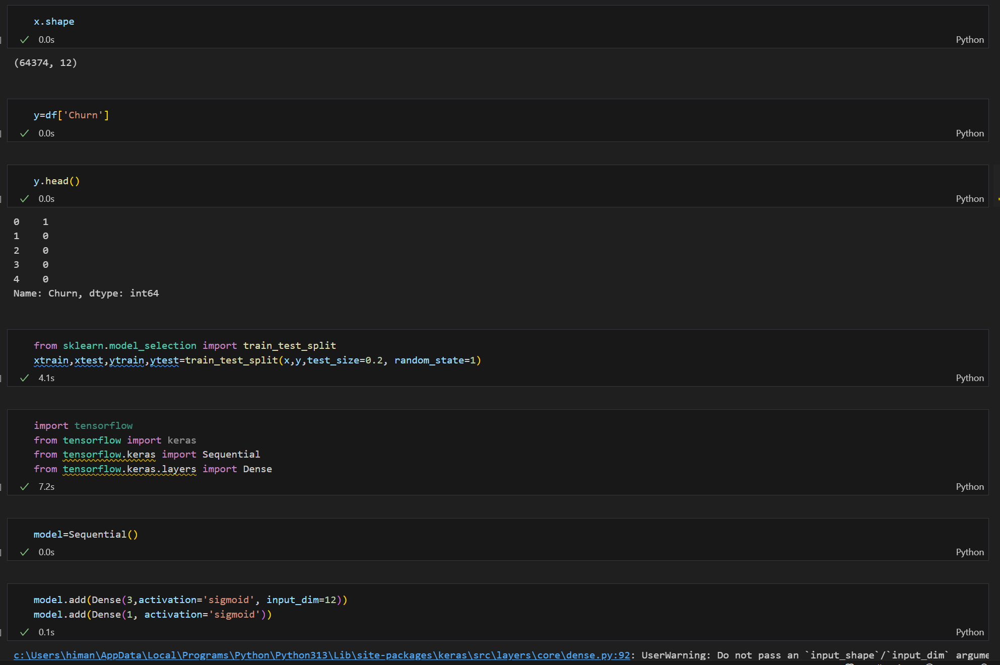 x.shape
0.0s
Python
(64374, 12)
y=df['Churn']
0.0s
Python
y.head()
0.0s
Python
0    1
1    0
2    0
3    0
4    0
Name: Churn, dtype: int64
from sklearn.model_selection import train_test_split
xtrain,xtest,ytrain,ytest=train_test_split(x,y,test_size=0.2, random_state=1)
4.1s
Python
import tensorflow
from tensorflow import keras
from tensorflow.keras import Sequential
from tensorflow.keras.layers import Dense
7.2s
Python
model=Sequential()
0.0s
Python
model.add(Dense(3,activation='sigmoid', input_dim=12))
model.add(Dense(1, activation='sigmoid'))
0.1s
Python
c:\Users\himan\AppData\Local\Programs\Python\Python313\Lib\site-packages\keras\src\layers\core\dense.py:92: UserWarning: Do not pass an `input_shape`/`input_dim` argume